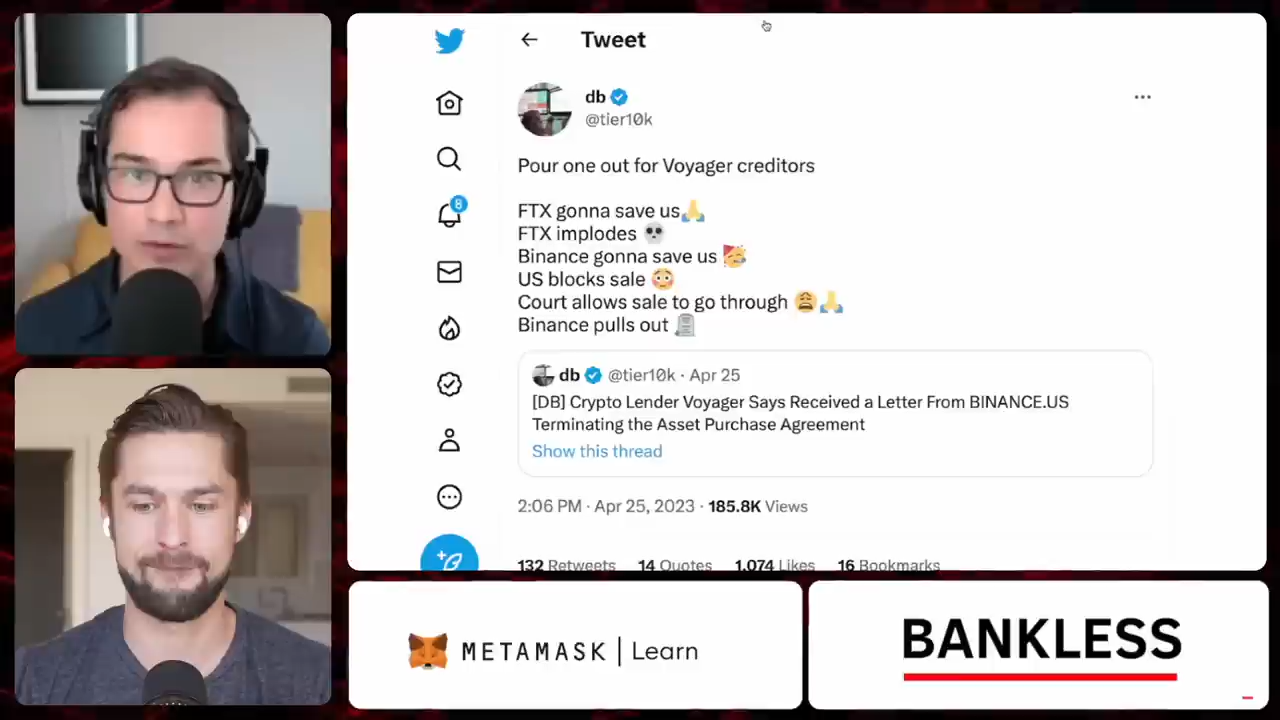 Tweet
db
@tier10k
Pour one out for Voyager creditors
FTX gonna save us🙏
FTX implodes 💀
Binance gonna save us 🥳
US blocks sale 😳
Court allows sale to go through 😩🙏
Binance pulls out 🪦
db @tier10k · Apr 25
[DB] Crypto Lender Voyager Says Received a Letter From BINANCE.US
Terminating the Asset Purchase Agreement
Show this thread
2:06 PM · Apr 25, 2023 · 185.8K Views
132 Retweets 14 Quotes 1,074 Likes 16 Bookmarks
8
METAMASK | Learn
BANKLESS